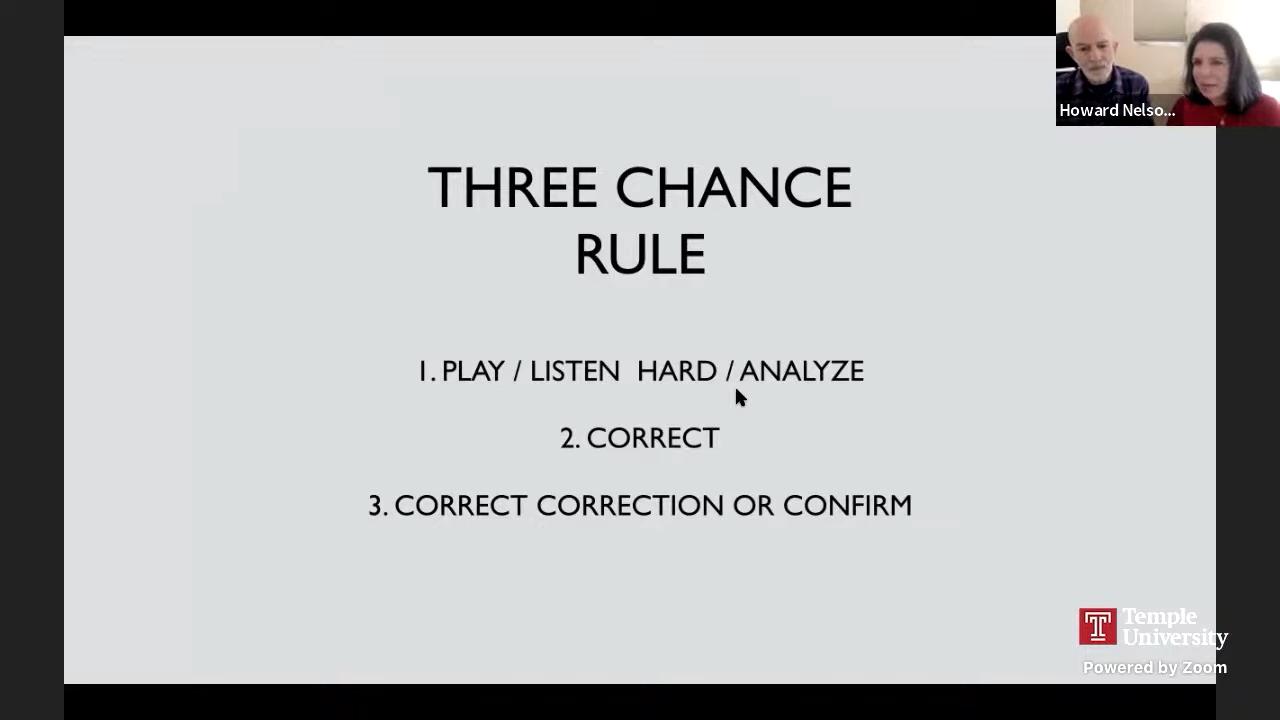 Howard Nelso...
THREE CHANCE
RULE
1. PLAY / LISTEN  HARD / ANALYZE
2. CORRECT
3. CORRECT CORRECTION OR CONFIRM
T Temple
University
Powered by Zoom